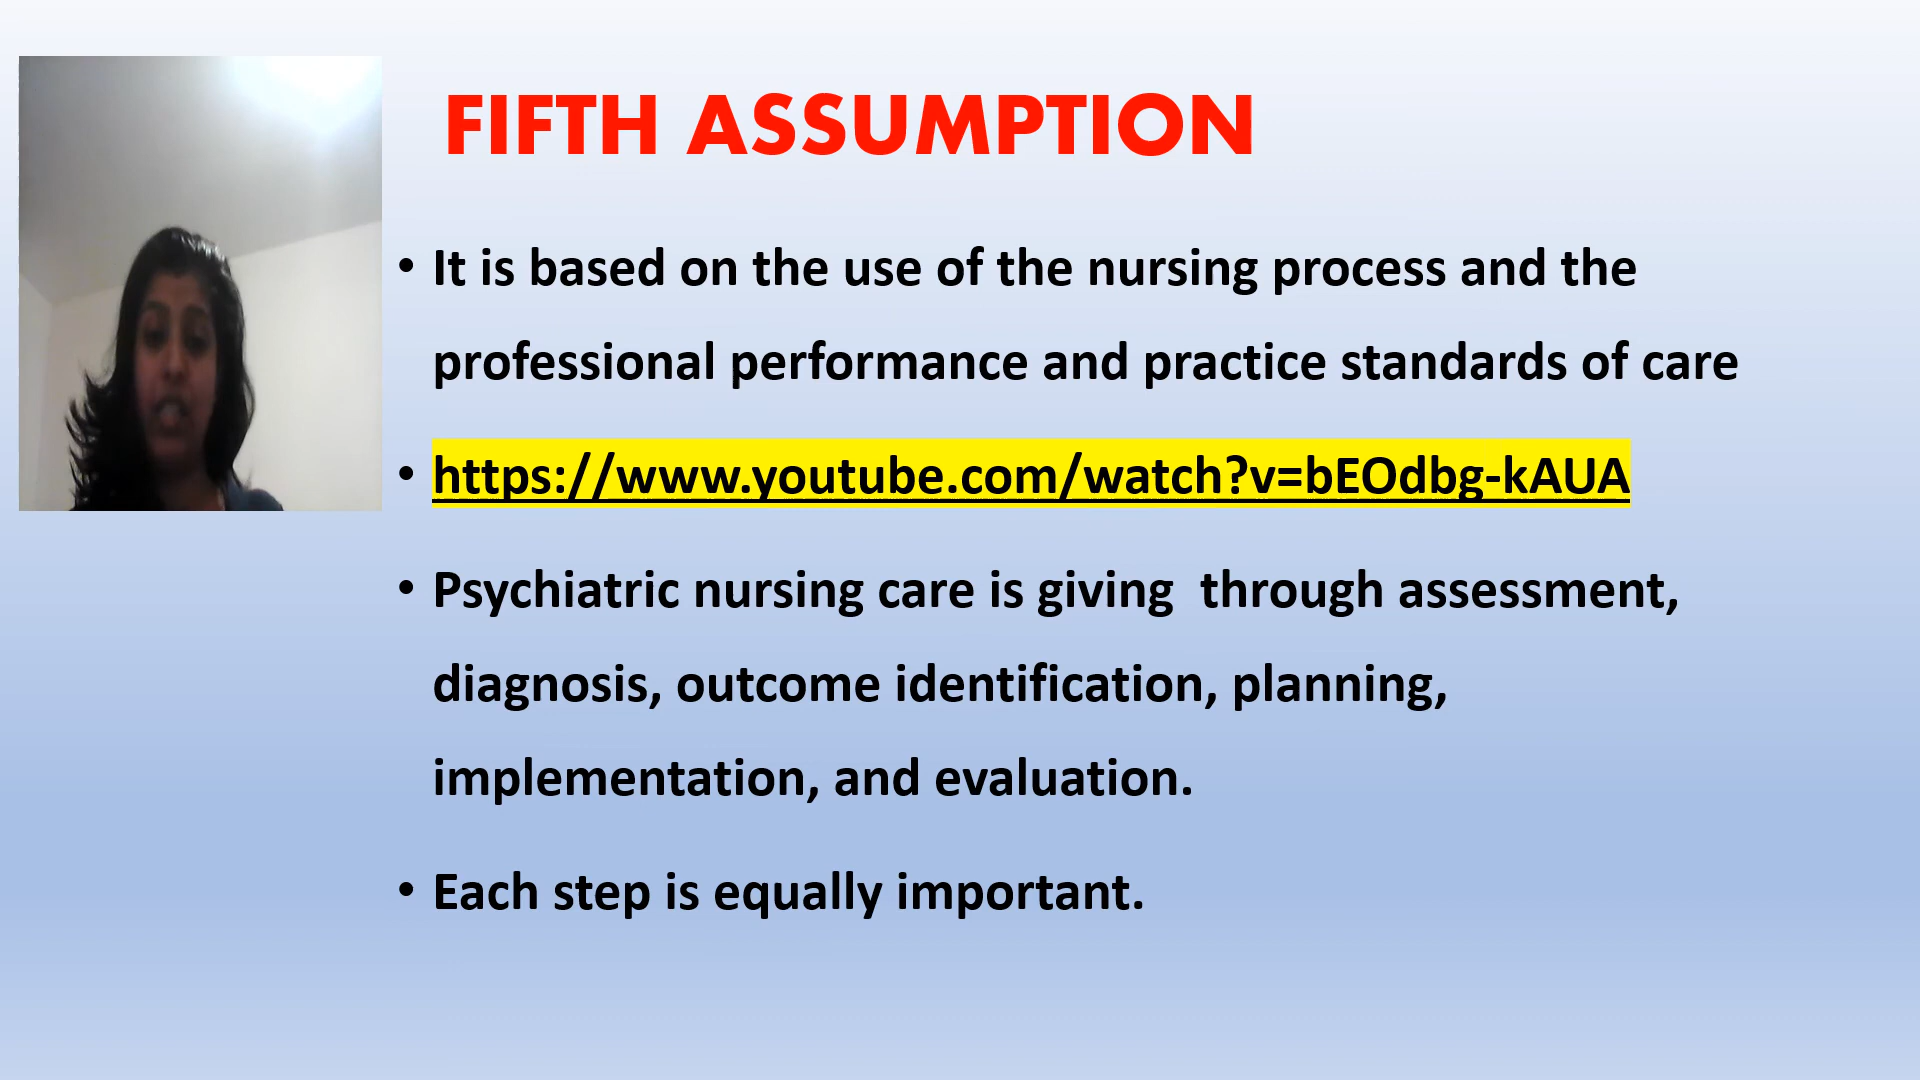 FIFTH ASSUMPTION
• It is based on the use of the nursing process and the
professional performance and practice standards of care
• https://www.youtube.com/watch?v=bEOdbg-kAUA
• Psychiatric nursing care is giving  through assessment,
diagnosis, outcome identification, planning,
implementation, and evaluation.
• Each step is equally important.